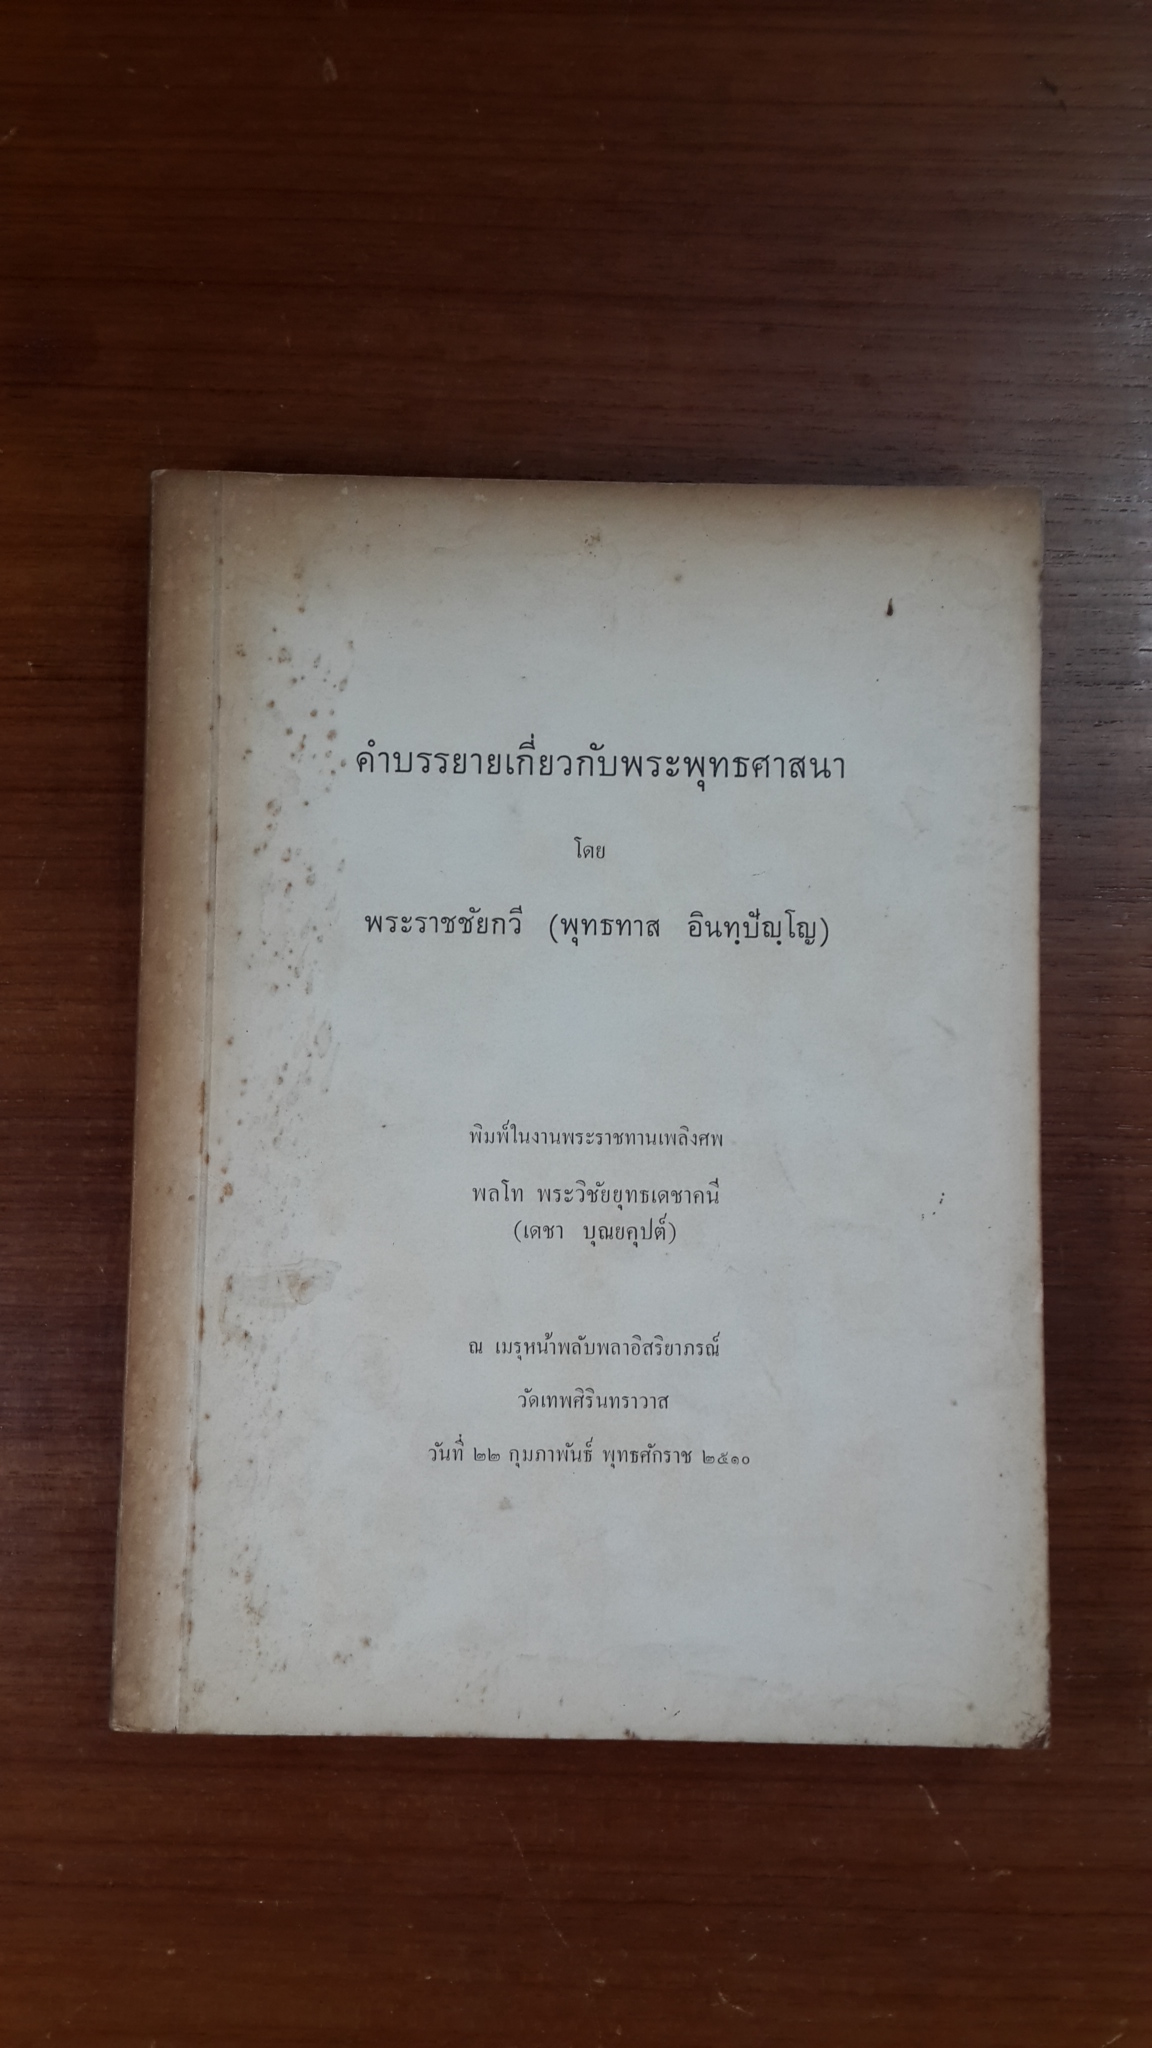 คำบรรยายเกี่ยวกับพระพุทธศาสนา
โดย
พระราชชัยกวี (พุทธทาส อินทฺปัญฺโญ)
พิมพ์ในงานพระราชทานเพลิงศพ
พลโท พระวิชัยยุทธเดชาคนี
(เดชา บุณยคุปต์)
ณ เมรุหน้าพลับพลาอิสริยาภรณ์
วัดเทพศิรินทราวาส
วันที่ ๒๒ กุมภาพันธ์ พุทธศักราช ๒๕๑๐